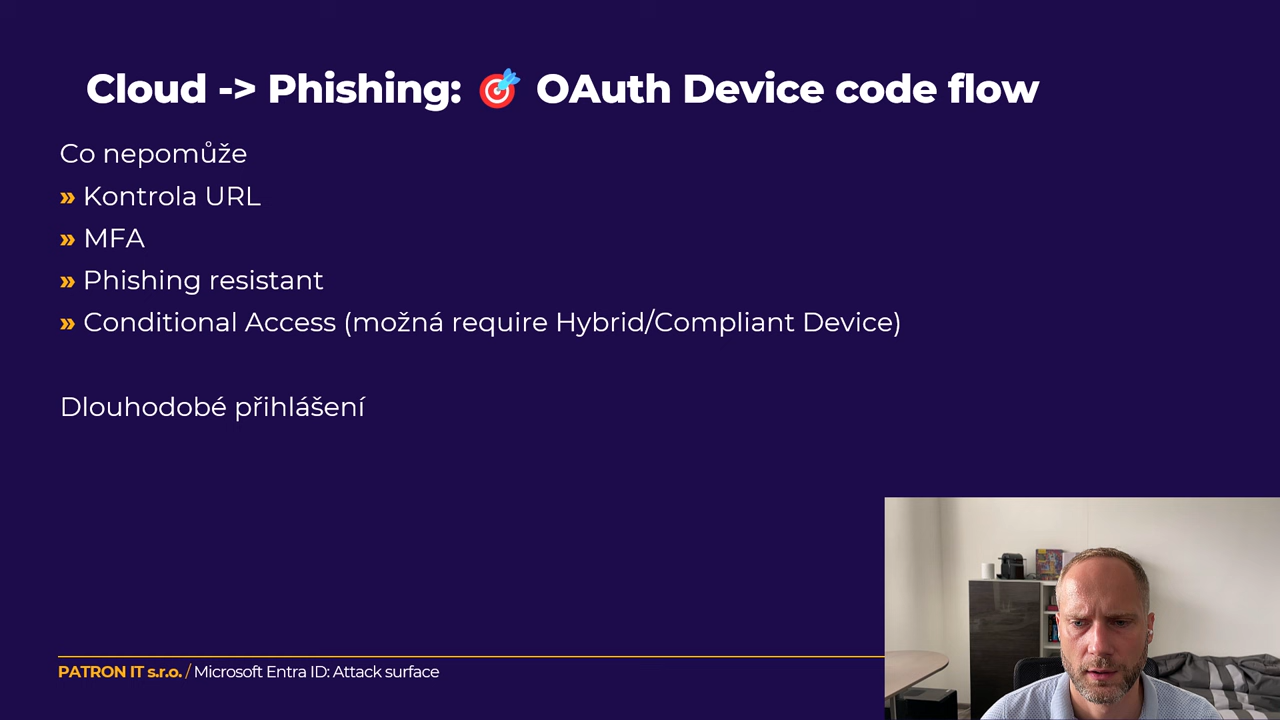 Cloud -> Phishing: 🎯 OAuth Device code flow
Co nepomůže
» Kontrola URL
» MFA
» Phishing resistant
» Conditional Access (možná require Hybrid/Compliant Device)
Dlouhodobé přihlášení
PATRON IT s.r.o. / Microsoft Entra ID: Attack surface